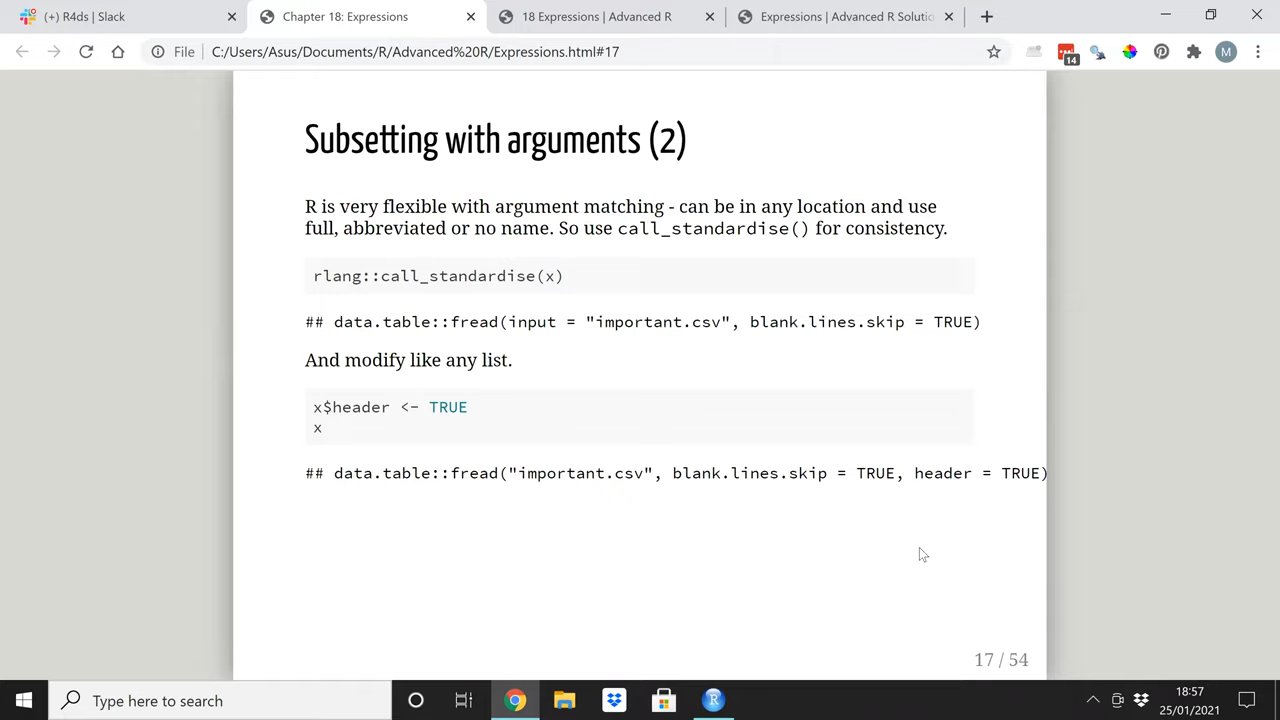 (+) R4ds | Slack
Chapter 18: Expressions
18 Expressions | Advanced R
Expressions | Advanced R Solutio
File
C:/Users/Asus/Documents/R/Advanced%20R/Expressions.html#17
14
M
Subsetting with arguments (2)
R is very flexible with argument matching - can be in any location and use
full, abbreviated or no name. So use call_standardise() for consistency.
rlang::call_standardise(x)
## data.table::fread(input = "important.csv", blank.lines.skip = TRUE)
And modify like any list.
x$header <- TRUE
x
## data.table::fread("important.csv", blank.lines.skip = TRUE, header = TRUE)
17 / 54
Type here to search
R
18:57
25/01/2021